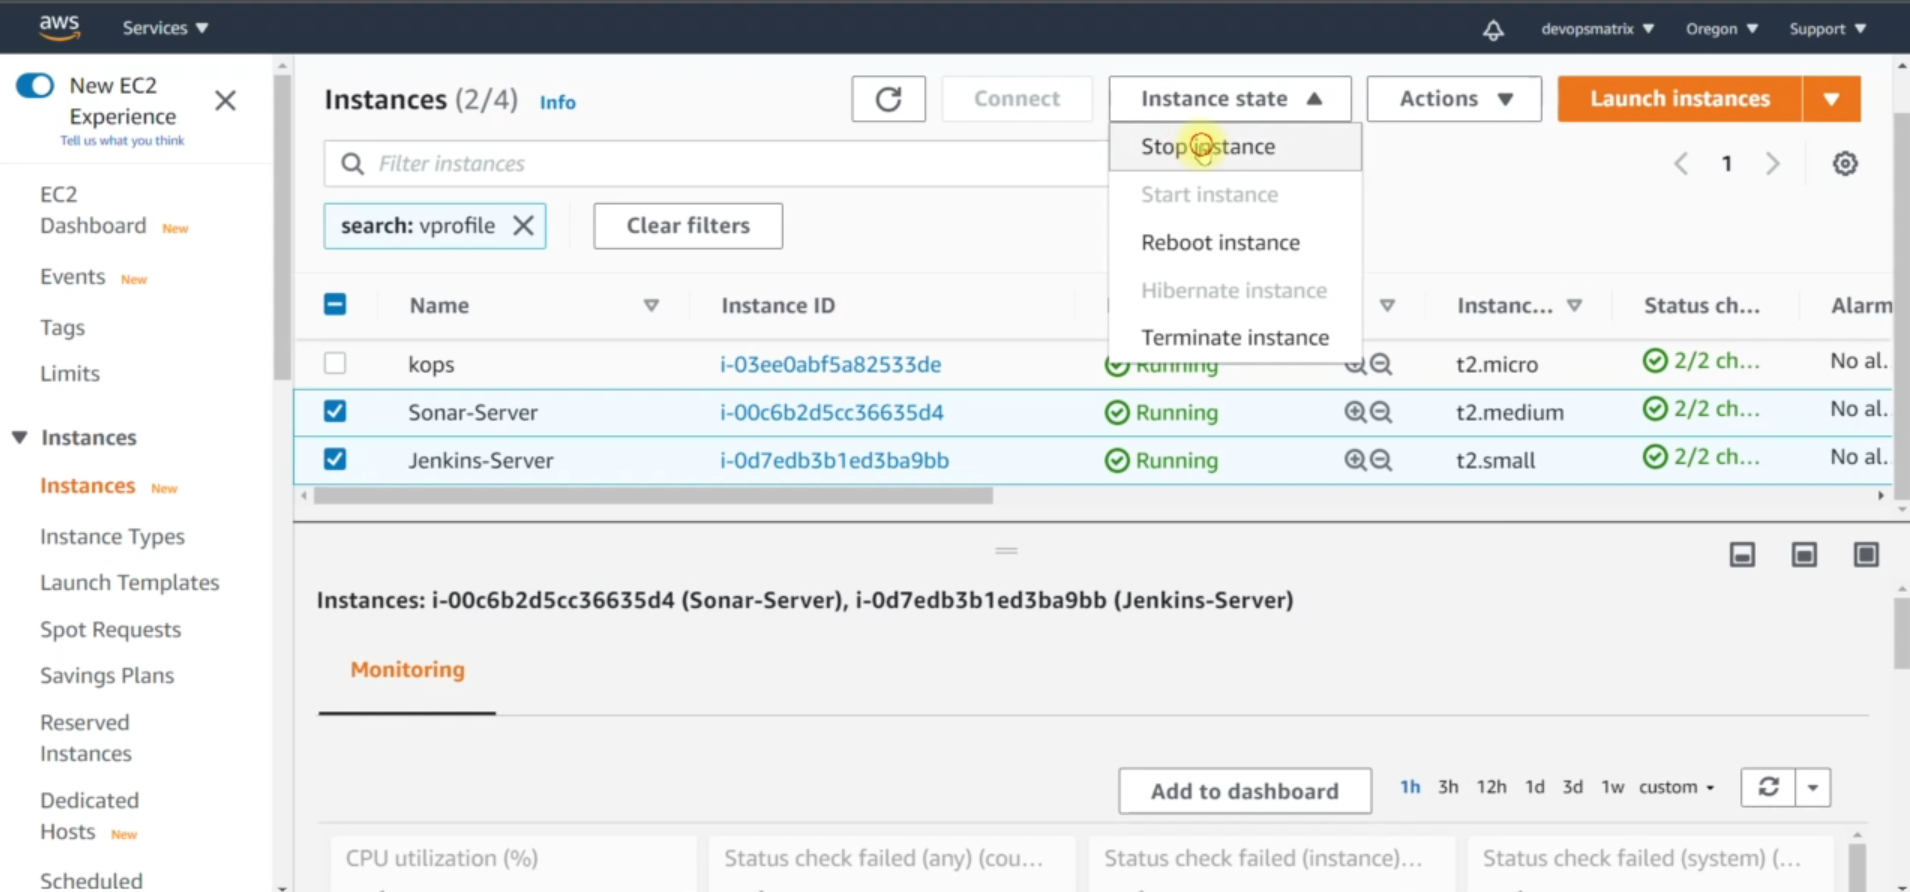 aws Services devopsmatrix Oregon Support
New EC2
Experience
Tell us what you think
EC2
Dashboard New
Events New
Tags
Limits
Instances
Instances New
Instance Types
Launch Templates
Spot Requests
Savings Plans
Reserved
Instances
Dedicated
Hosts New
Scheduled
Instances (2/4) Info
Connect Instance state Actions Launch instances
Filter instances
1
search: vprofile Clear filters
Stop instance
Start instance
Reboot instance
Hibernate instance
Terminate instance
Name Instance ID Instanc... Status ch... Alarm
kops i-03ee0abf5a82533de Running t2.micro 2/2 ch... No al.
Sonar-Server i-00c6b2d5cc36635d4 Running t2.medium 2/2 ch... No al.
Jenkins-Server i-0d7edb3b1ed3ba9bb Running t2.small 2/2 ch... No al.
Instances: i-00c6b2d5cc36635d4 (Sonar-Server), i-0d7edb3b1ed3ba9bb (Jenkins-Server)
Monitoring
Add to dashboard 1h 3h 12h 1d 3d 1w custom
CPU utilization (%) Status check failed (any) (cou... Status check failed (instance)... Status check failed (system) (...